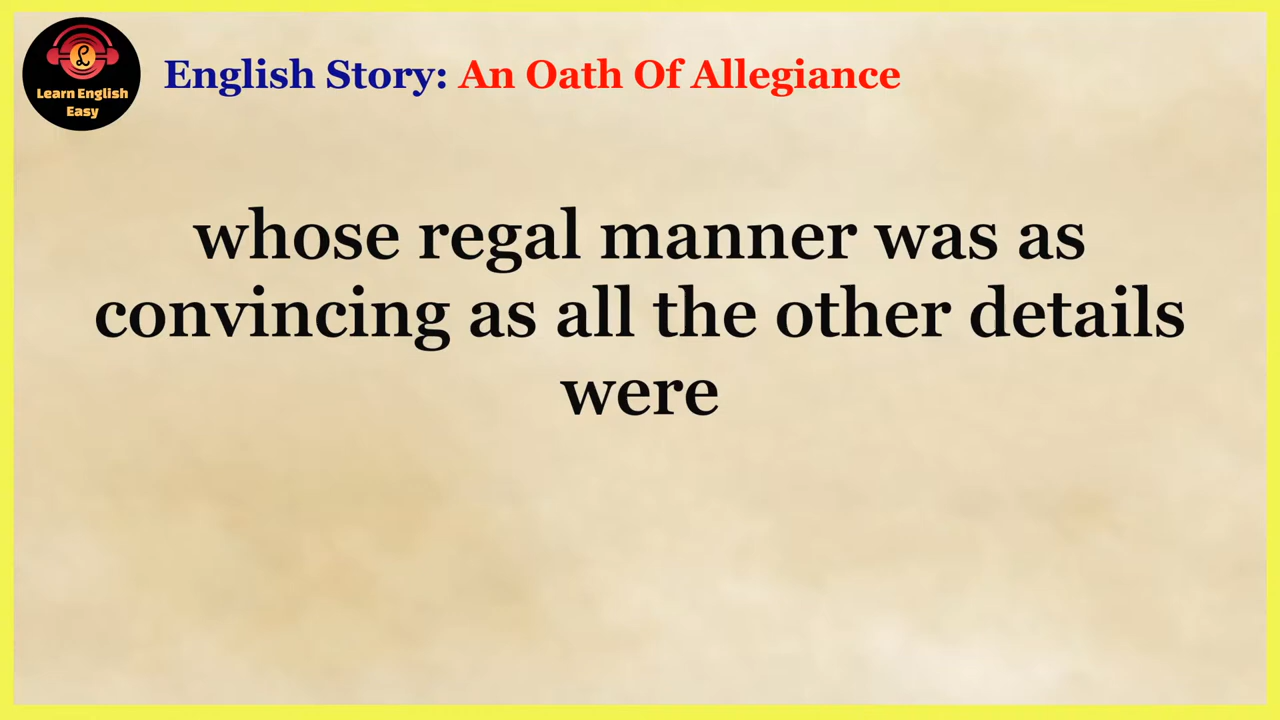 L
Learn English
Easy
English Story: An Oath Of Allegiance
whose regal manner was as
convincing as all the other details
were